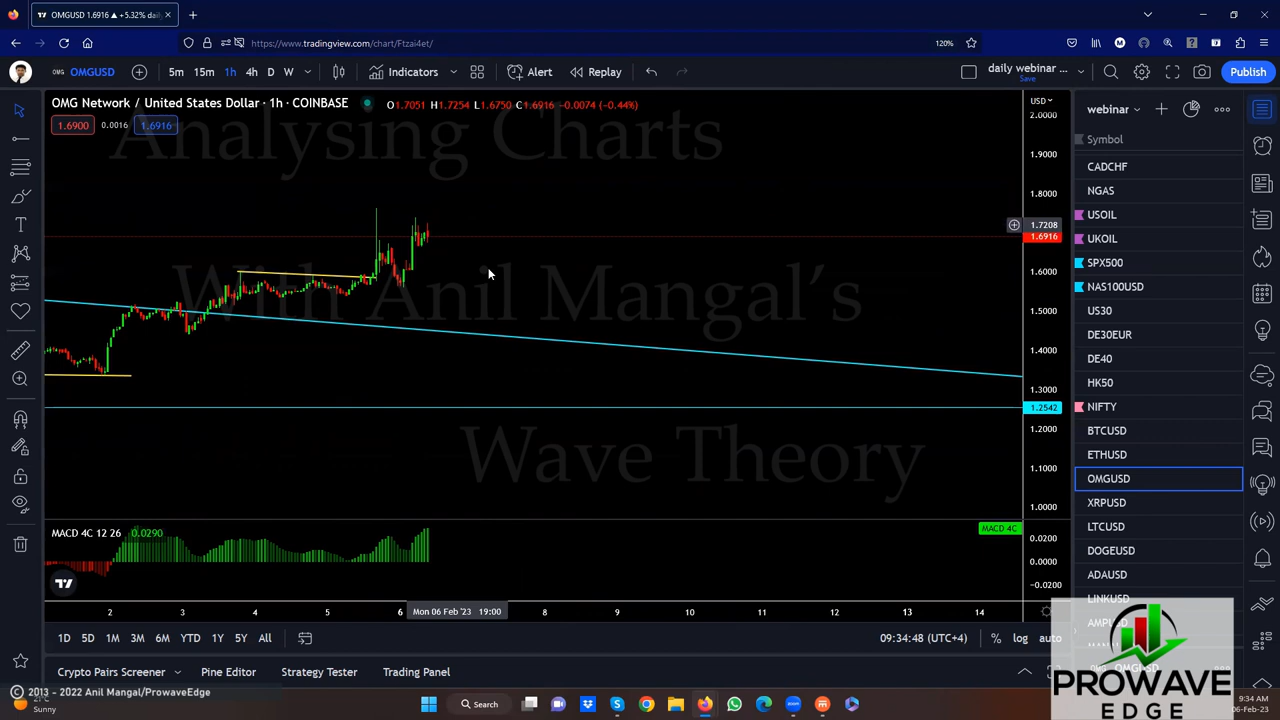 OMGUSD 1.6916 ▲ +5.32% daily
https://www.tradingview.com/chart/Ftzai4et/
120%
OMG OMGUSD 5m 15m 1h 4h D W Indicators Alert Replay
daily webinar ...
Save
Publish
OMG Network / United States Dollar · 1h · COINBASE O1.7051 H1.7254 L1.6750 C1.6916 -0.0074 (-0.44%)
1.6900 0.0016 1.6916
Analysing Charts
With Anil Mangal's
Wave Theory
USD
2.0000
1.9000
1.8000
1.7208
1.6916
1.6000
1.5000
1.4000
1.3000
1.2542
1.2000
1.1000
1.0000
MACD 4C 12 26 0.0290
MACD 4C
0.0200
0.0000
-0.0200
2 3 4 5 6 Mon 06 Feb '23 19:00 8 9 10 11 12 13 14
1D 5D 1M 3M 6M YTD 1Y 5Y All
09:34:48 (UTC+4) % log auto
Crypto Pairs Screener Pine Editor Strategy Tester Trading Panel
webinar
Symbol
CADCHF
NGAS
USOIL
UKOIL
SPX500
NAS100USD
US30
DE30EUR
DE40
HK50
NIFTY
BTCUSD
ETHUSD
OMGUSD
XRPUSD
LTCUSD
DOGEUSD
ADAUSD
LINKUSD
OMGUSD
PROWAVE
EDGE
© 2013 - 2022 Anil Mangal/ProwaveEdge
21°C
Sunny
Search
9:34 AM
06-Feb-23